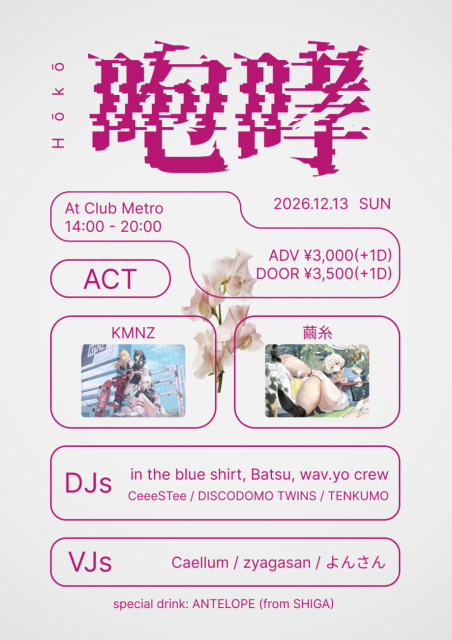 Hōkō
咆哮
At Club Metro
14:00 - 20:00
2026.12.13 SUN
ADV ¥3,000(+1D)
DOOR ¥3,500(+1D)
ACT
KMNZ
KMNZ
繭糸
DJs
in the blue shirt, Batsu, wav.yo crew
CeeeSTee / DISCODOMO TWINS / TENKUMO
VJs
Caellum / zyagasan / よんさん
special drink: ANTELOPE (from SHIGA)